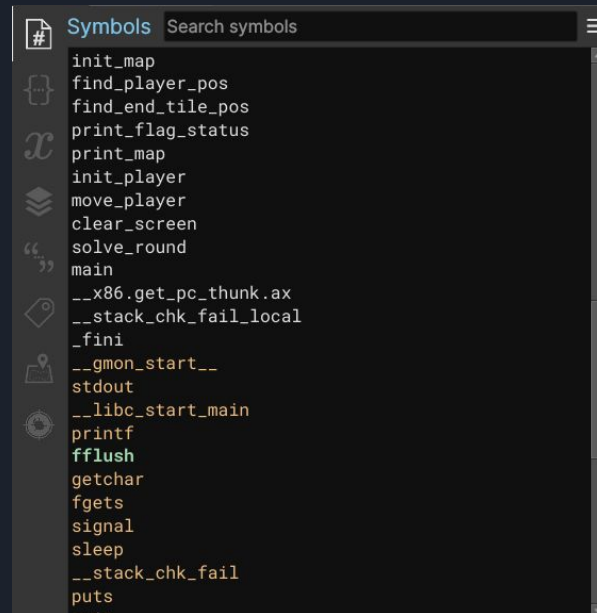 Symbols Search symbols
init_map
find_player_pos
find_end_tile_pos
print_flag_status
print_map
init_player
move_player
clear_screen
solve_round
main
__x86.get_pc_thunk.ax
__stack_chk_fail_local
_fini
__gmon_start__
stdout
__libc_start_main
printf
fflush
getchar
fgets
signal
sleep
__stack_chk_fail
puts